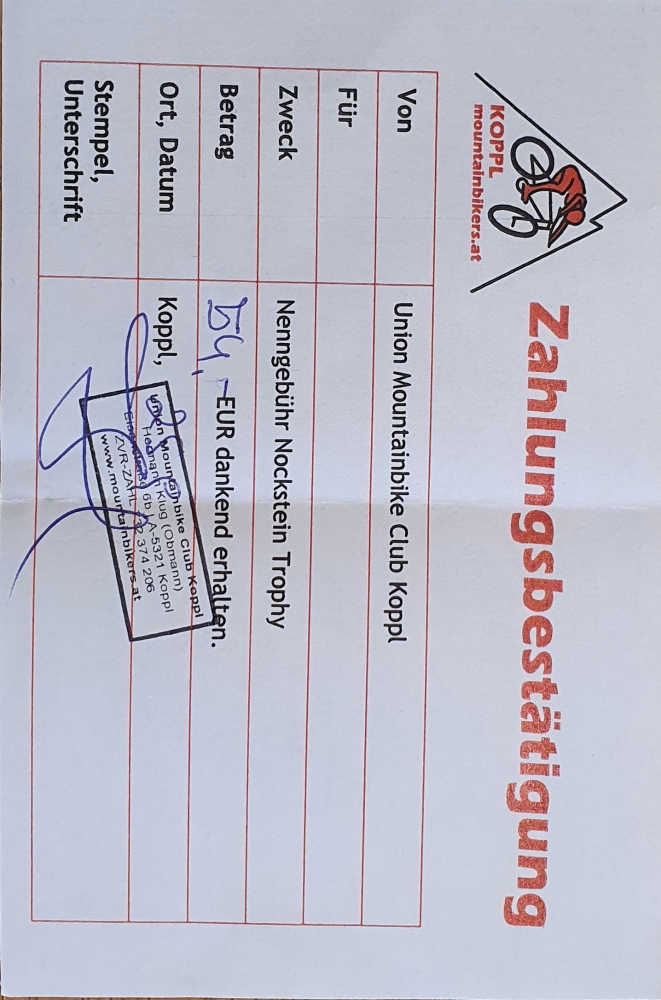 KOPPL
mountainbikers.at
Zahlungsbestätigung
Von Union Mountainbike Club Koppl
Für
Zweck Nenngebühr Nockstein Trophy
Betrag 54,- EUR dankend erhalten.
Ort, Datum Koppl,
Stempel,
Unterschrift
Union Mountainbike Club Koppl
Hermann Klug (Obmann)
6b, A-5321 Koppl
ZVR-ZAHL 374 206
www.mountainbikers.at